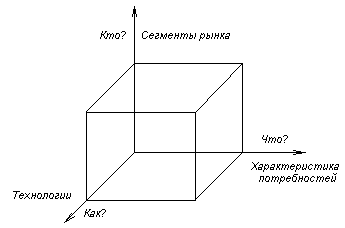 Кто? Сегменты рынка
Что?
Характеристика
потребностей
Технологии
Как?